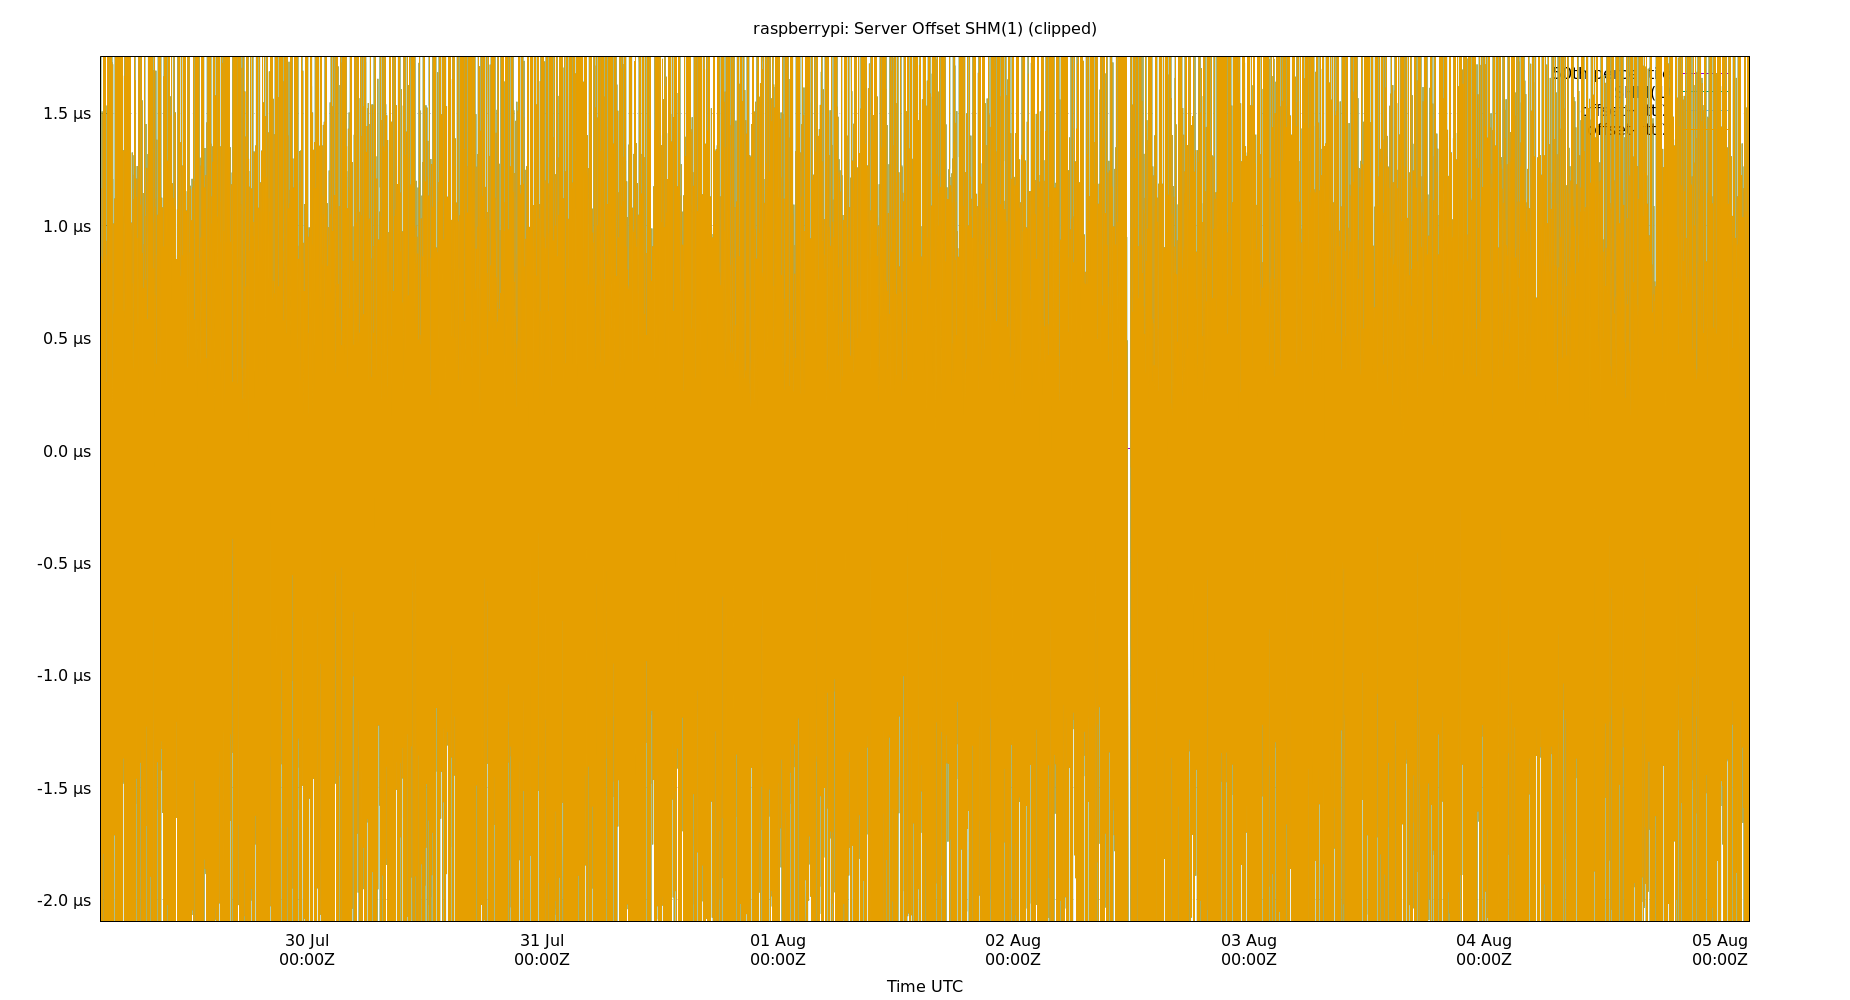 raspberrypi: Server Offset SHM(1) (clipped)
1.5 µs
1.0 µs
0.5 µs
0.0 µs
-0.5 µs
-1.0 µs
-1.5 µs
-2.0 µs
30 Jul
00:00Z
31 Jul
00:00Z
01 Aug
00:00Z
02 Aug
00:00Z
03 Aug
00:00Z
04 Aug
00:00Z
05 Aug
00:00Z
Time UTC